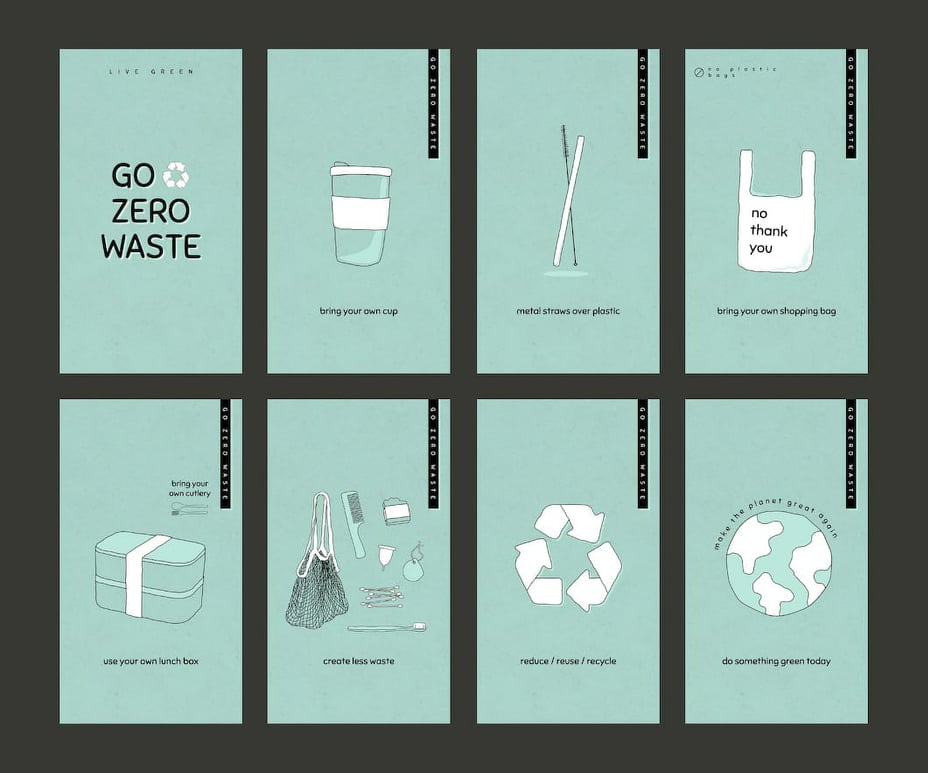 LIVE GREEN
GO
ZERO
WASTE
GO ZERO WASTE
bring your own cup
GO ZERO WASTE
metal straws over plastic
no plastic
bags
GO ZERO WASTE
no
thank
you
bring your own shopping bag
GO ZERO WASTE
bring your
own cutlery
use your own lunch box
GO ZERO WASTE
create less waste
GO ZERO WASTE
reduce / reuse / recycle
GO ZERO WASTE
make the planet great again
do something green today